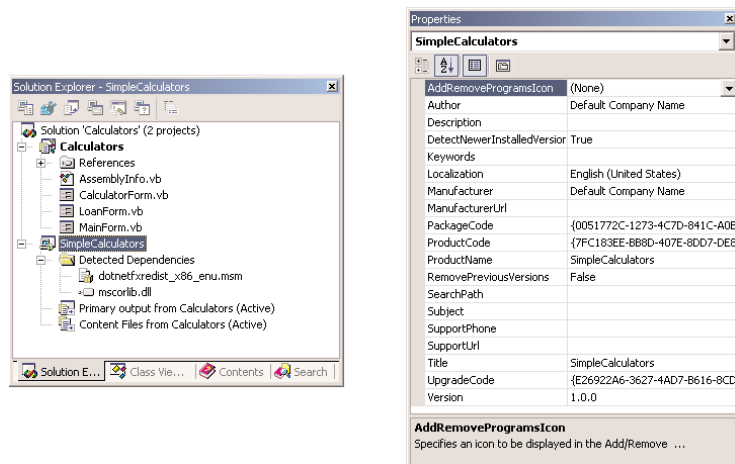 Solution Explorer - SimpleCalculators
Solution 'Calculators' (2 projects)
Calculators
References
AssemblyInfo.vb
CalculatorForm.vb
LoanForm.vb
MainForm.vb
SimpleCalculators
Detected Dependencies
dotnetfxredist_x86_enu.msm
mscorlib.dll
Primary output from Calculators (Active)
Content Files from Calculators (Active)
Solution E... Class Vie... Contents Search
Properties
SimpleCalculators
AddRemoveProgramsIcon (None)
Author Default Company Name
Description
DetectNewerInstalledVersion True
Keywords
Localization English (United States)
Manufacturer Default Company Name
ManufacturerUrl
PackageCode {0051772C-1273-4C7D-841C-A0E
ProductCode {7FC183EE-BB8D-407E-8DD7-DE8
ProductName SimpleCalculators
RemovePreviousVersions False
SearchPath
Subject
SupportPhone
SupportUrl
Title SimpleCalculators
UpgradeCode {E26922A6-3627-4AD7-B616-8CD
Version 1.0.0
AddRemoveProgramsIcon
Specifies an icon to be displayed in the Add/Remove ...